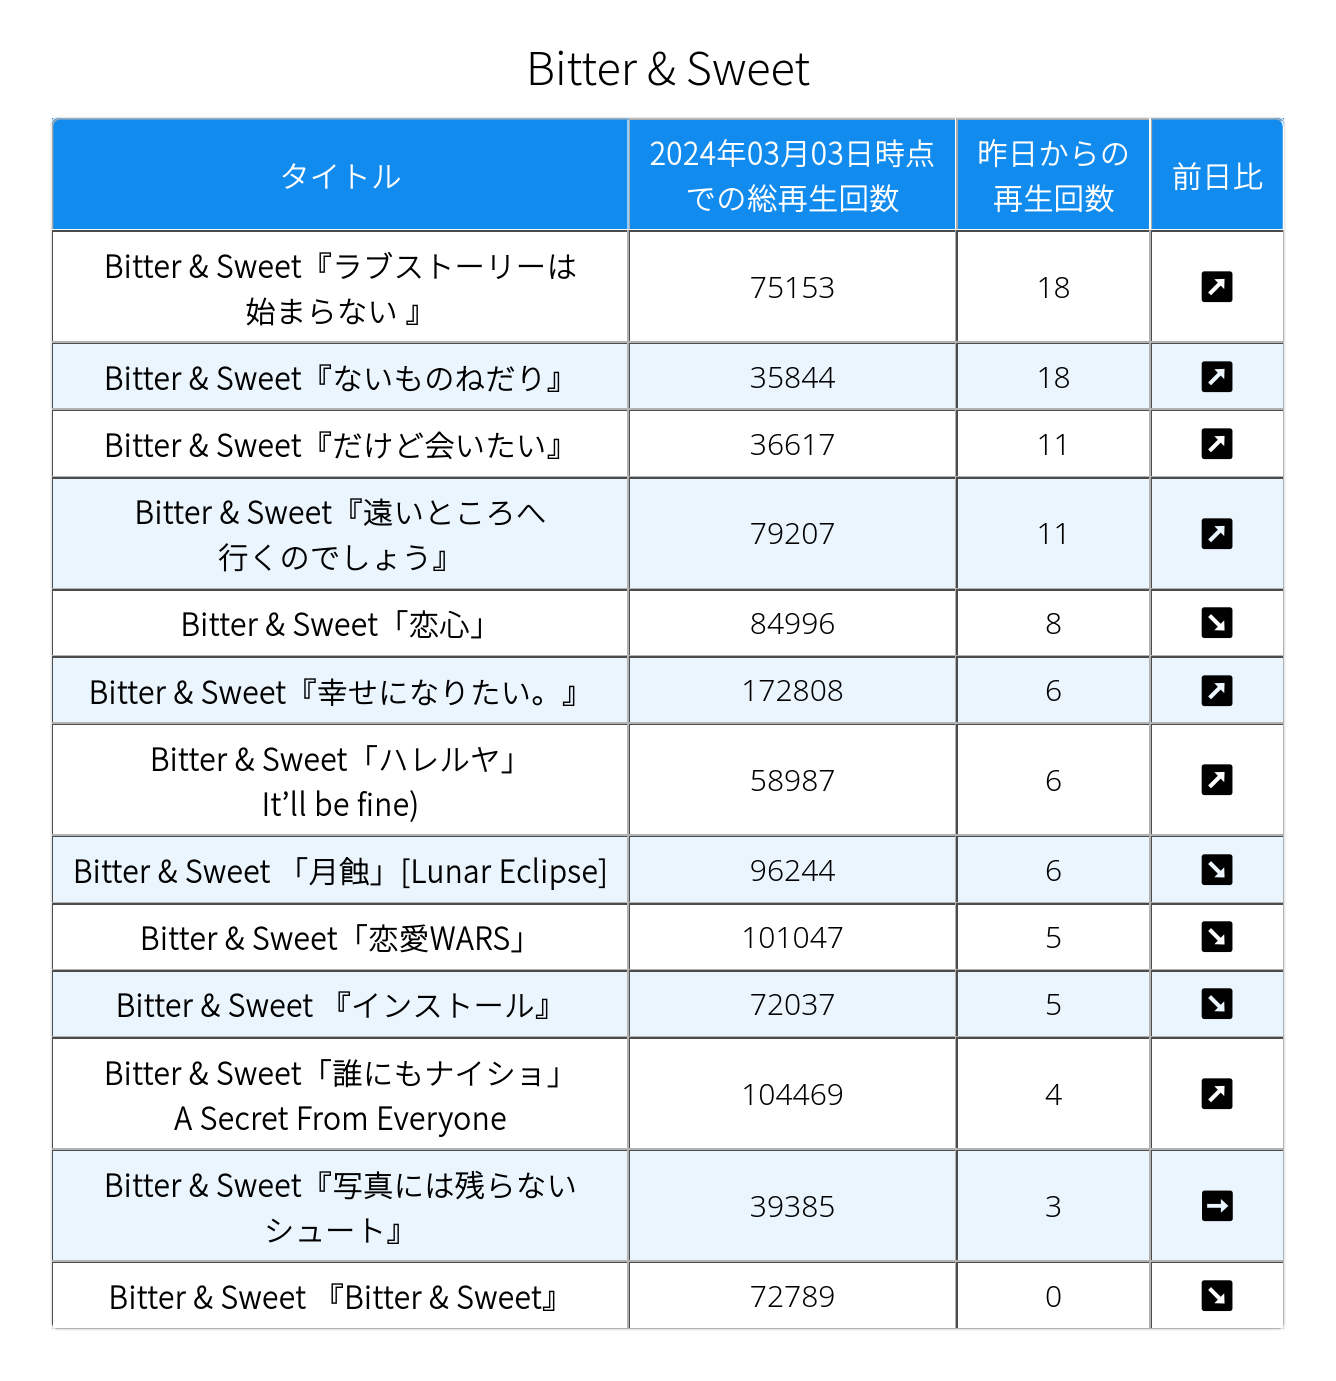 Bitter & Sweet
タイトル
2024年03月03日時点
での総再生回数
昨日からの
再生回数
前日比
Bitter & Sweet『ラブストーリーは
始まらない 』
75153
18
↗
Bitter & Sweet『ないものねだり』
35844
18
↗
Bitter & Sweet『だけど会いたい』
36617
11
↗
Bitter & Sweet『遠いところへ
行くのでしょう』
79207
11
↗
Bitter & Sweet「恋心」
84996
8
↘
Bitter & Sweet『幸せになりたい。』
172808
6
↗
Bitter & Sweet「ハレルヤ」
It’ll be fine)
58987
6
↗
Bitter & Sweet 「月蝕」[Lunar Eclipse]
96244
6
↘
Bitter & Sweet「恋愛WARS」
101047
5
↘
Bitter & Sweet 『インストール』
72037
5
↘
Bitter & Sweet「誰にもナイショ」
A Secret From Everyone
104469
4
↗
Bitter & Sweet『写真には残らない
シュート』
39385
3
→
Bitter & Sweet 『Bitter & Sweet』
72789
0
↘